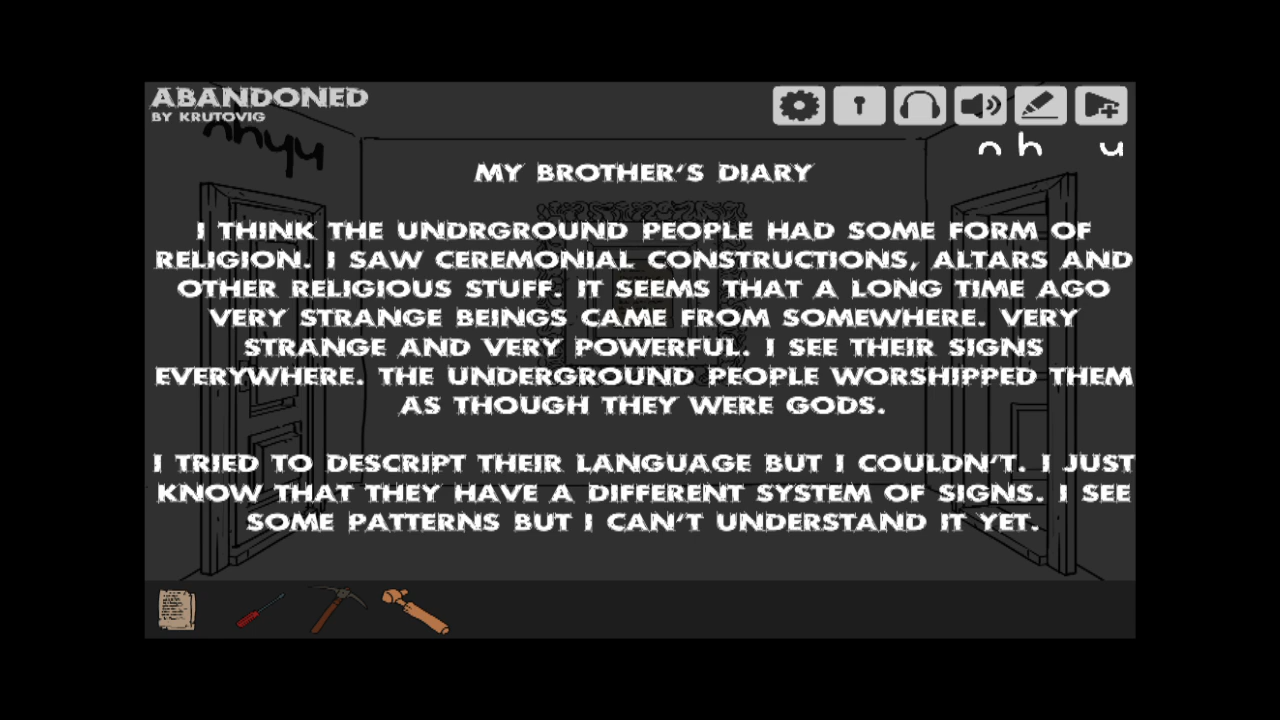 ABANDONED
BY KRUTOVIG
nhyu
n h u
MY BROTHER'S DIARY
I THINK THE UNDRGROUND PEOPLE HAD SOME FORM OF
RELIGION. I SAW CEREMONIAL CONSTRUCTIONS, ALTARS AND
OTHER RELIGIOUS STUFF. IT SEEMS THAT A LONG TIME AGO
VERY STRANGE BEINGS CAME FROM SOMEWHERE. VERY
STRANGE AND VERY POWERFUL. I SEE THEIR SIGNS
EVERYWHERE. THE UNDERGROUND PEOPLE WORSHIPPED THEM
AS THOUGH THEY WERE GODS.
I TRIED TO DESCRIPT THEIR LANGUAGE BUT I COULDN'T. I JUST
KNOW THAT THEY HAVE A DIFFERENT SYSTEM OF SIGNS. I SEE
SOME PATTERNS BUT I CAN'T UNDERSTAND IT YET.